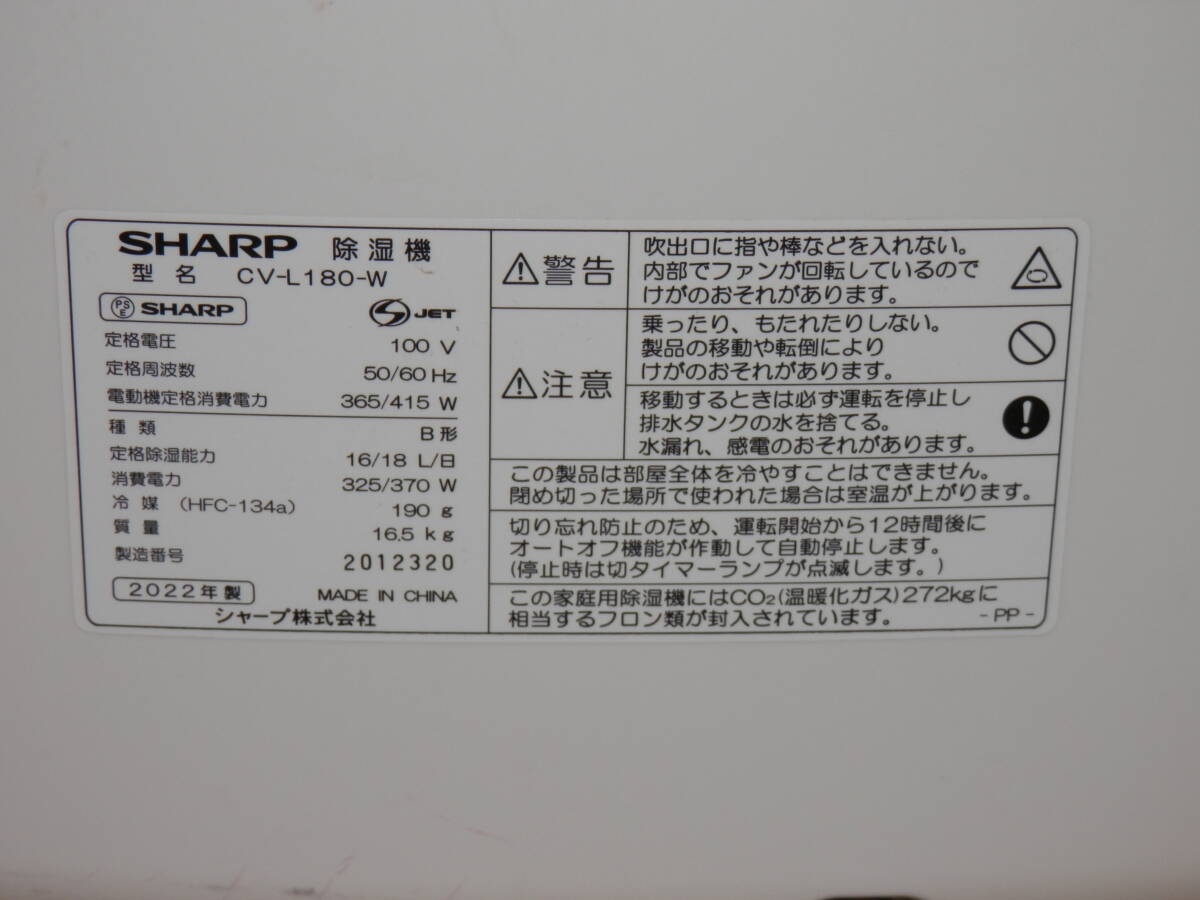 SHARP 除湿機
型名 CV-L180-W
PSE SHARP JET
定格電圧 100 V
定格周波数 50/60 Hz
電動機定格消費電力 365/415 W
種類 B形
定格除湿能力 16/18 L/日
消費電力 325/370 W
冷媒 (HFC-134a) 190 g
質量 16.5 kg
製造番号 2012320
2022年製 MADE IN CHINA
シャープ株式会社
⚠警告
吹出口に指や棒などを入れない。
内部でファンが回転しているので
けがのおそれがあります。
⚠注意
乗ったり、もたれたりしない。
製品の移動や転倒により
けがのおそれがあります。
移動するときは必ず運転を停止し
排水タンクの水を捨てる。
水漏れ、感電のおそれがあります。
この製品は部屋全体を冷やすことはできません。
閉め切った場所で使われた場合は室温が上がります。
切り忘れ防止のため、運転開始から12時間後に
オートオフ機能が作動して自動停止します。
(停止時は切タイマーランプが点滅します。)
この家庭用除湿機にはCO₂(温暖化ガス)272kgに
相当するフロン類が封入されています。 -PP-